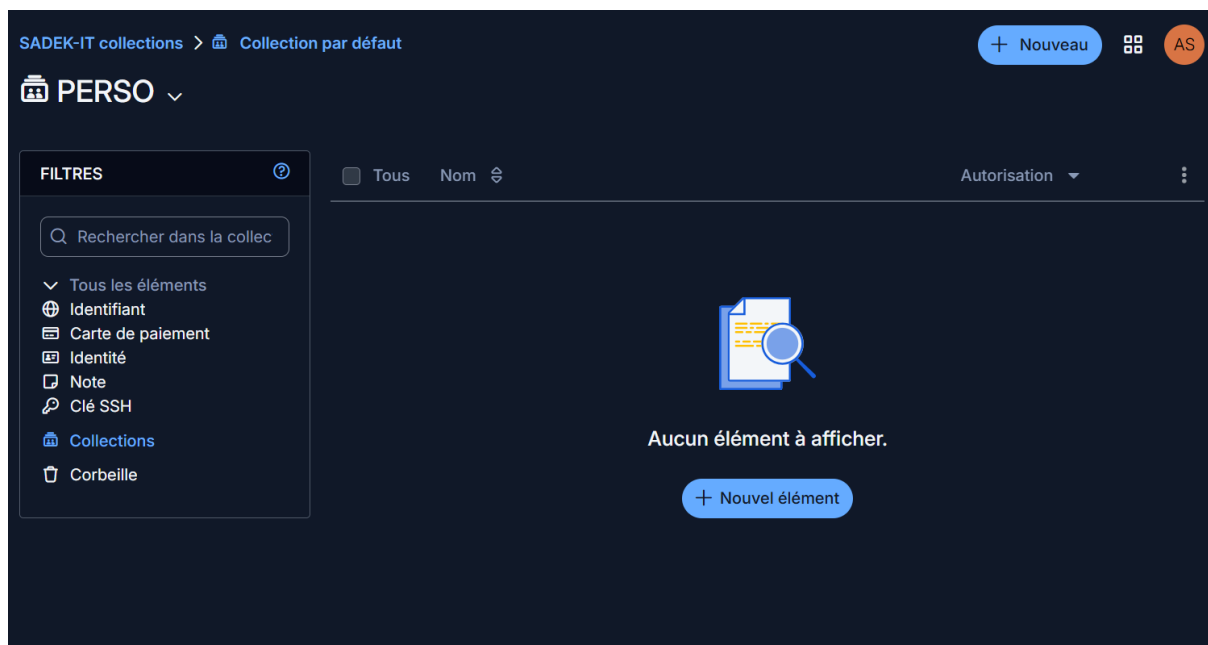 SADEK-IT collections > Collection par défaut
+ Nouveau
AS
PERSO
FILTRES
Tous Nom Autorisation
Rechercher dans la collec
Tous les éléments
Identifiant
Carte de paiement
Identité
Note
Clé SSH
Collections
Corbeille
Aucun élément à afficher.
+ Nouvel élément